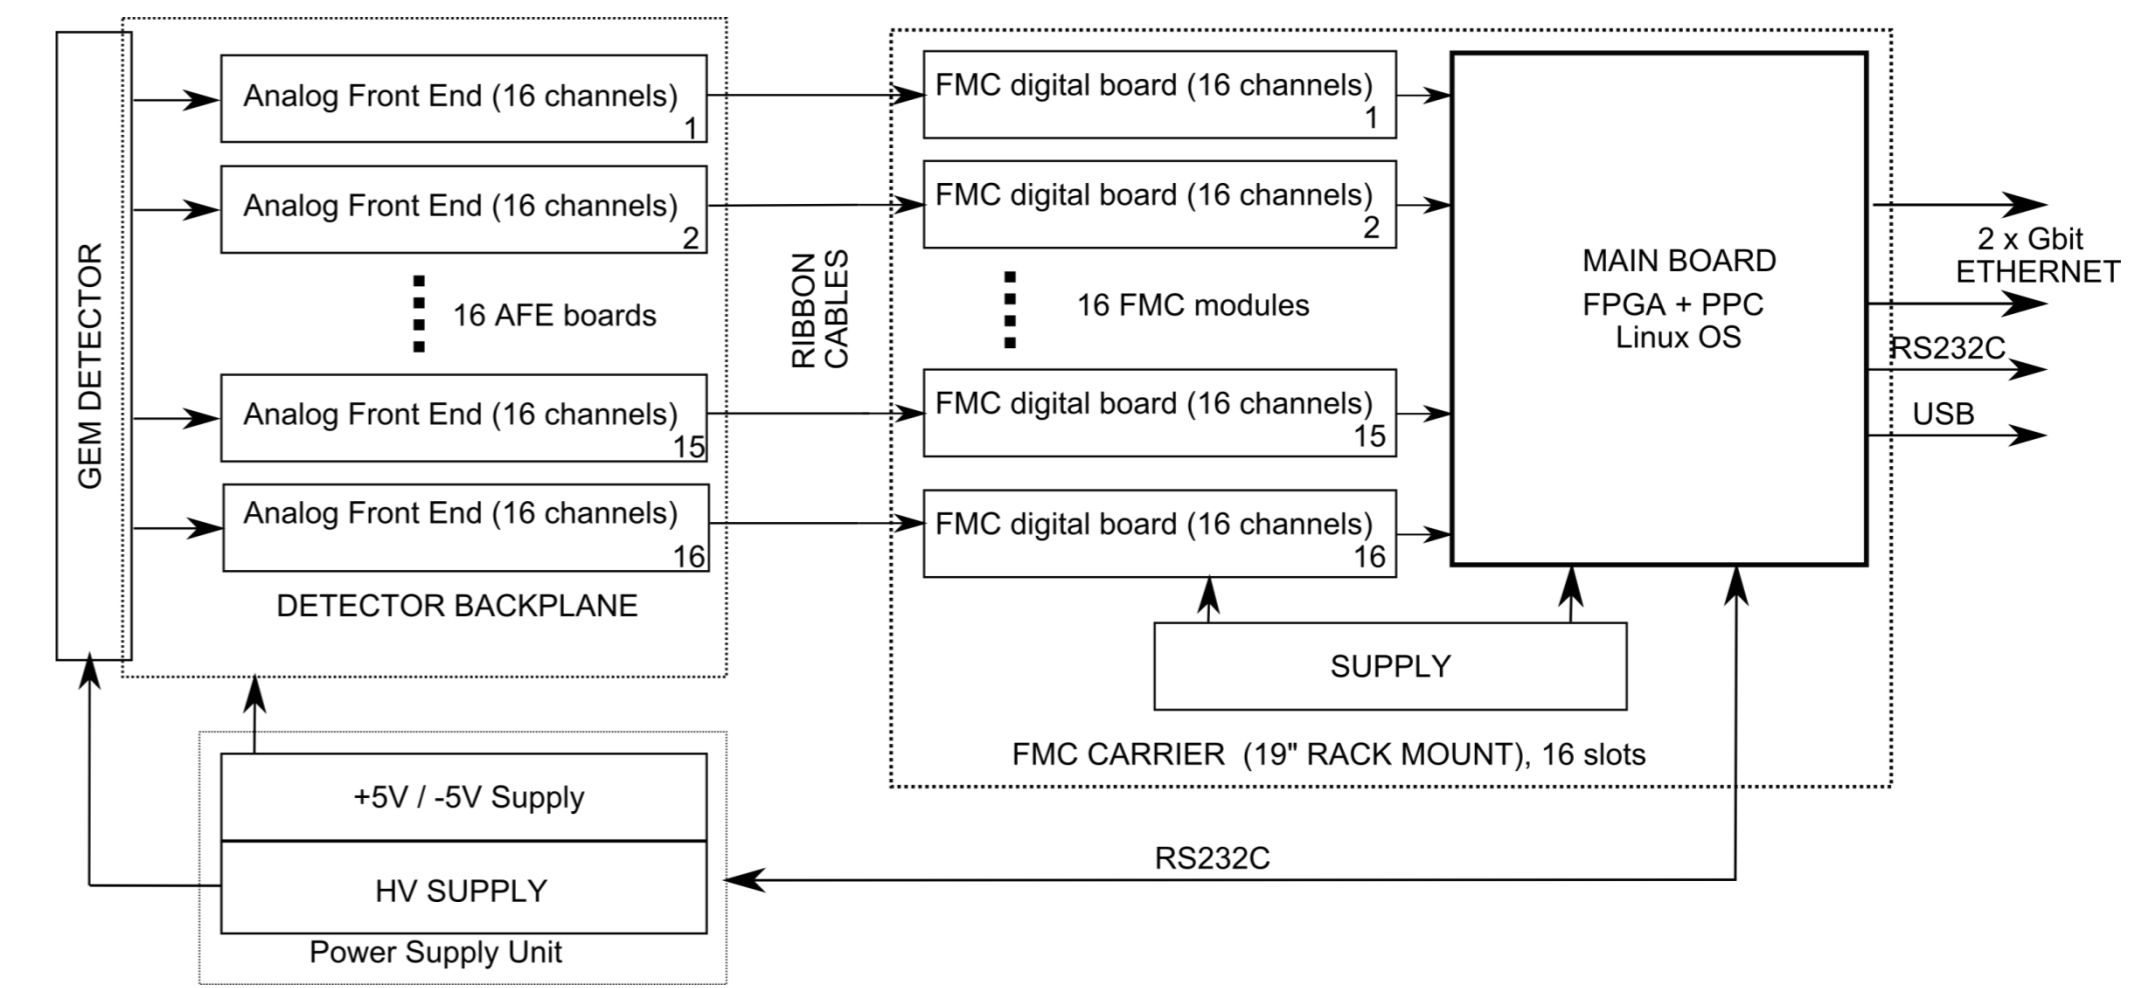 GEM DETECTOR
Analog Front End (16 channels)
1
Analog Front End (16 channels)
2
16 AFE boards
Analog Front End (16 channels)
15
Analog Front End (16 channels)
16
DETECTOR BACKPLANE
RIBBON
CABLES
FMC digital board (16 channels)
1
FMC digital board (16 channels)
2
16 FMC modules
FMC digital board (16 channels)
15
FMC digital board (16 channels)
16
MAIN BOARD
FPGA + PPC
Linux OS
2 x Gbit
ETHERNET
RS232C
USB
SUPPLY
FMC CARRIER (19" RACK MOUNT), 16 slots
+5V / -5V Supply
HV SUPPLY
Power Supply Unit
RS232C